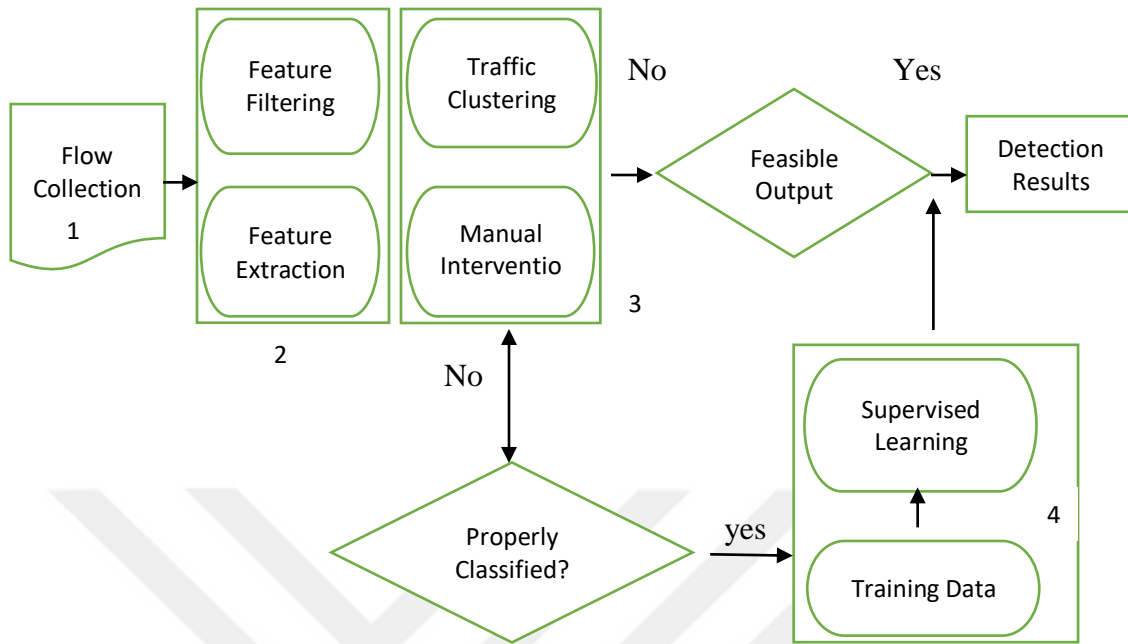 Flow
Collection
1
Feature
Filtering
Feature
Extraction
2
Traffic
Clustering
Manual
Interventio
3
No
Feasible
Output
Yes
Detection
Results
No
Properly
Classified?
yes
Supervised
Learning
4
Training Data